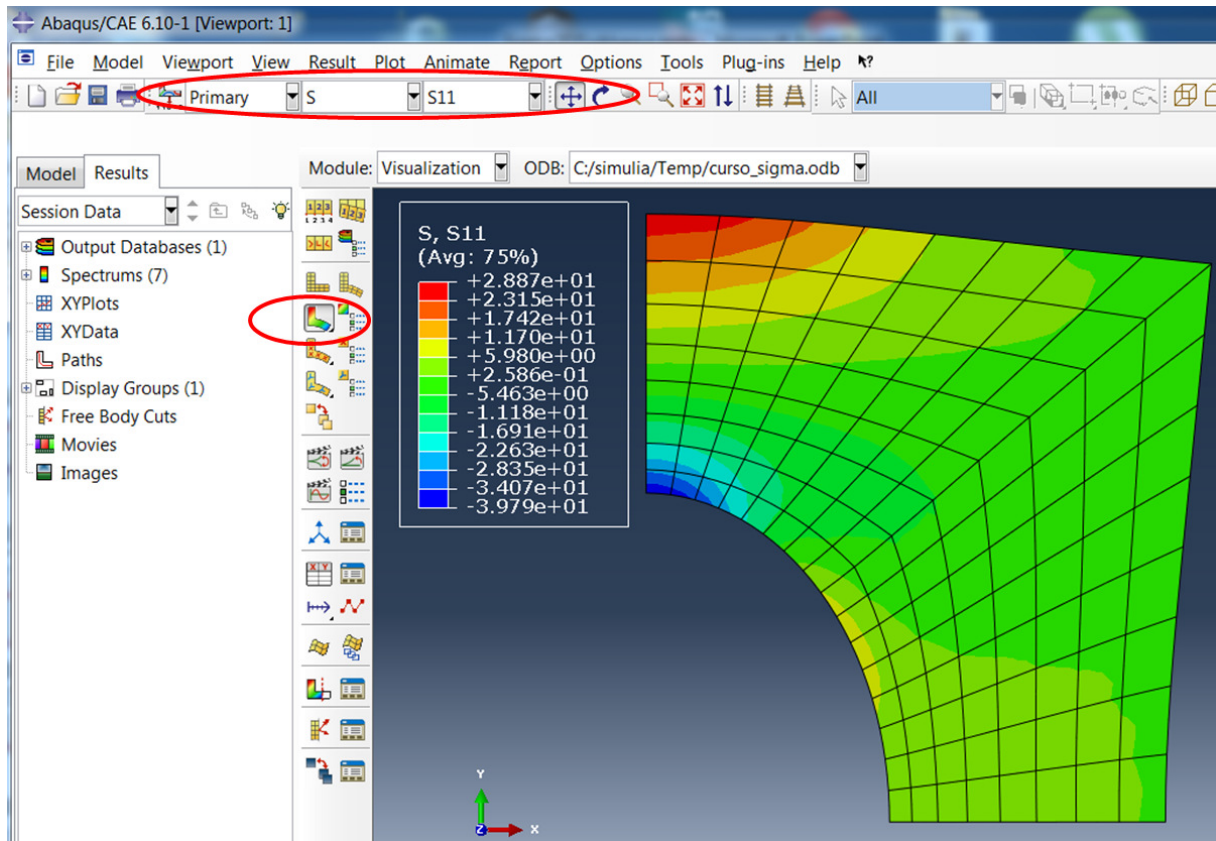 Abaqus/CAE 6.10-1 [Viewport: 1]
File Model Viewport View Result Plot Animate Report Options Tools Plug-ins Help
Primary S S11 All
Model Results
Module: Visualization ODB: C:/simulia/Temp/curso_sigma.odb
Session Data
Output Databases (1)
Spectrums (7)
XYPlots
XYData
Paths
Display Groups (1)
Free Body Cuts
Movies
Images
S, S11
(Avg: 75%)
+2.887e+01
+2.315e+01
+1.742e+01
+1.170e+01
+5.980e+00
+2.586e-01
-5.463e+00
-1.118e+01
-1.691e+01
-2.263e+01
-2.835e+01
-3.407e+01
-3.979e+01
Y
Z X